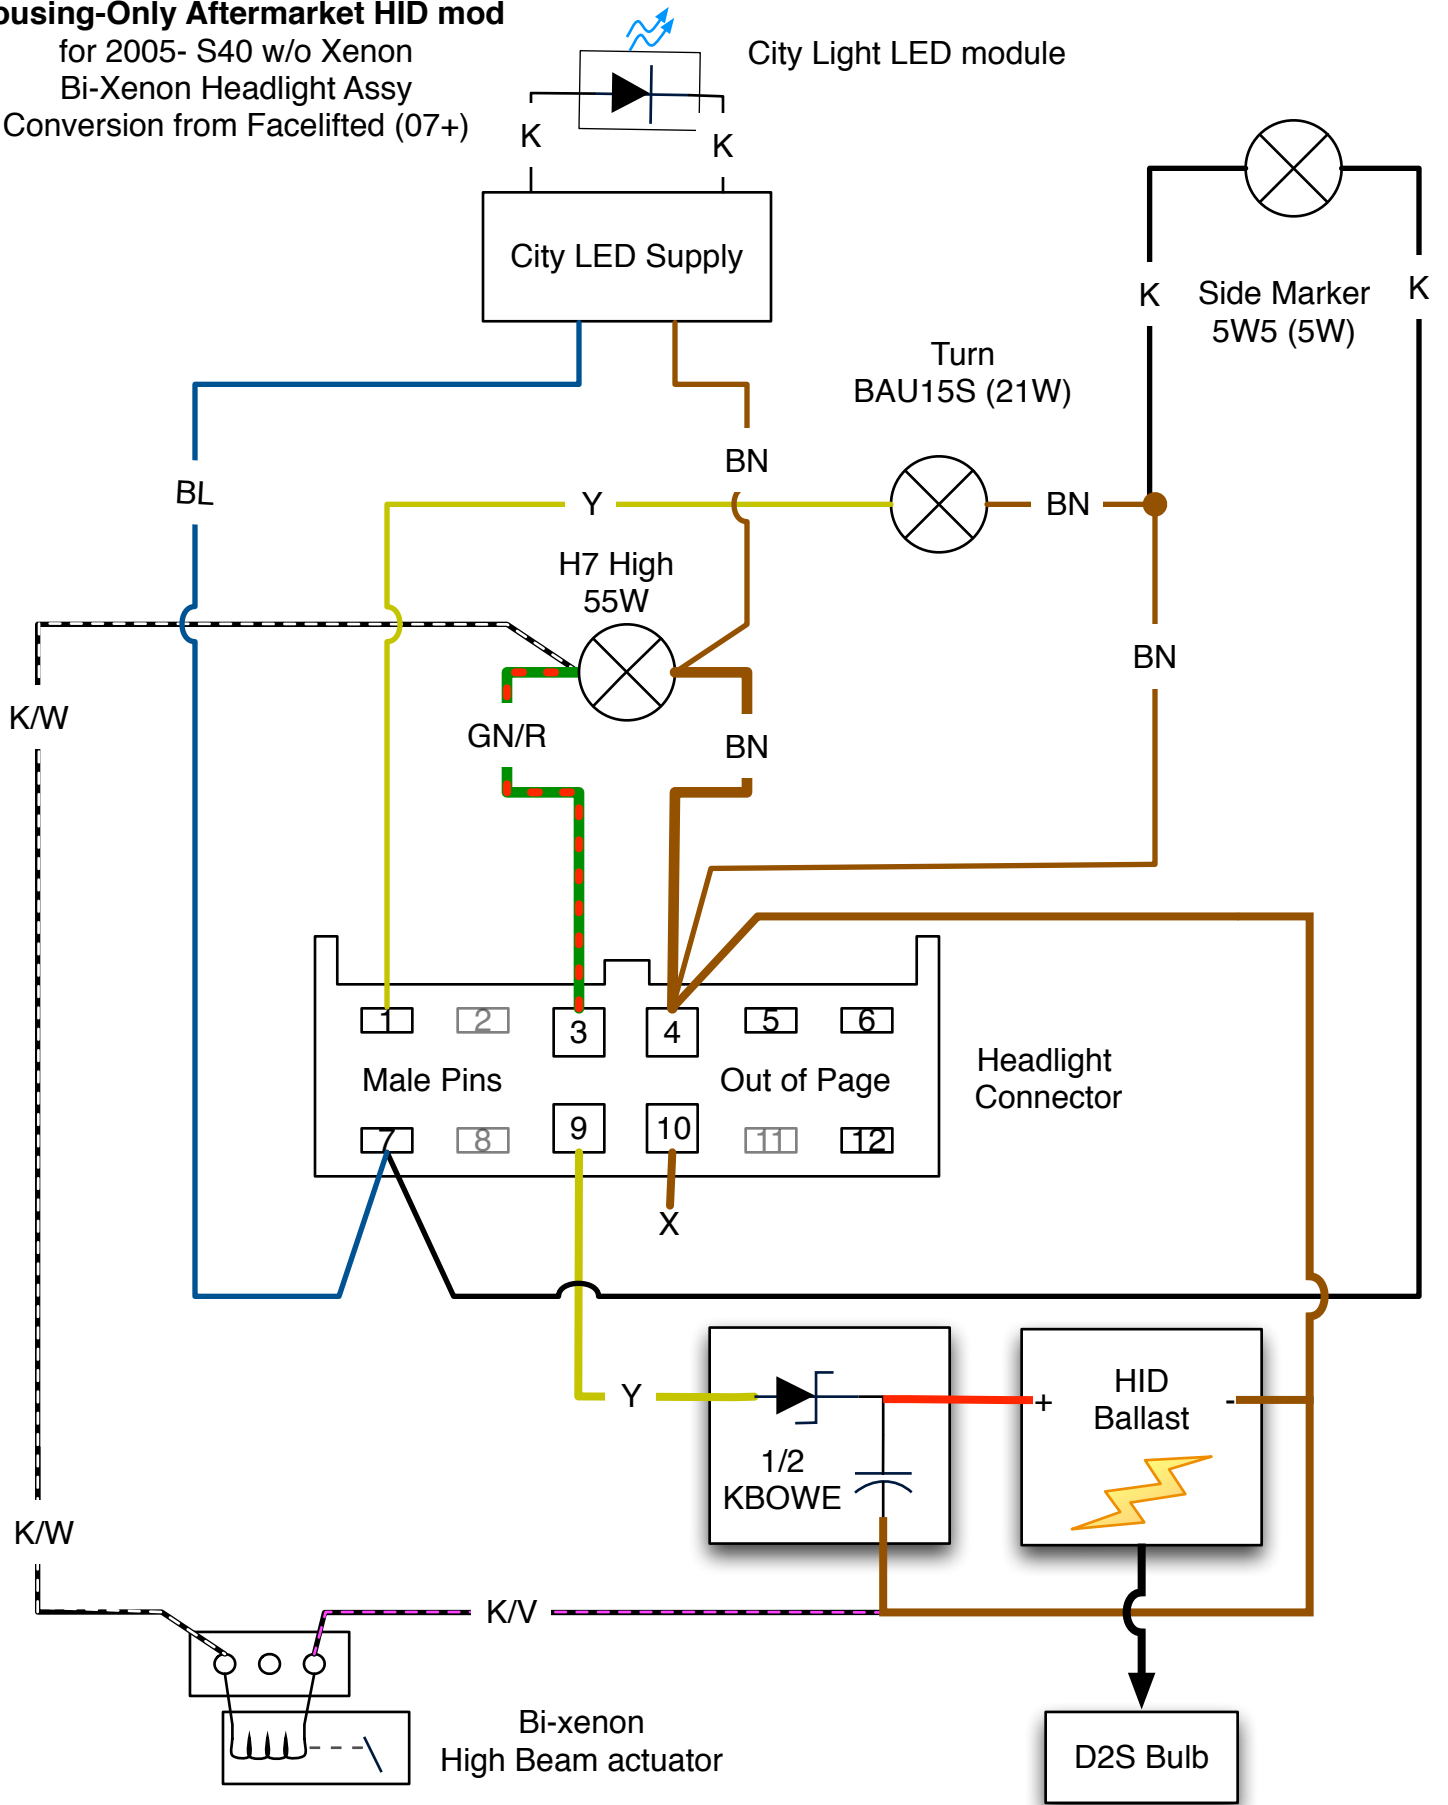 ousing-Only Aftermarket HID mod
for 2005- S40 w/o Xenon
Bi-Xenon Headlight Assy
Conversion from Facelifted (07+)
City Light LED module
K
K
City LED Supply
K
Side Marker
5W5 (5W)
K
Turn
BAU15S (21W)
BN
BL
Y
BN
H7 High
55W
BN
K/W
GN/R
BN
1
2
3
4
5
6
Male Pins
Out of Page
Headlight
Connector
7
8
9
10
11
12
X
Y
1/2
KBOWE
+
HID
Ballast
-
K/W
K/V
Bi-xenon
High Beam actuator
D2S Bulb